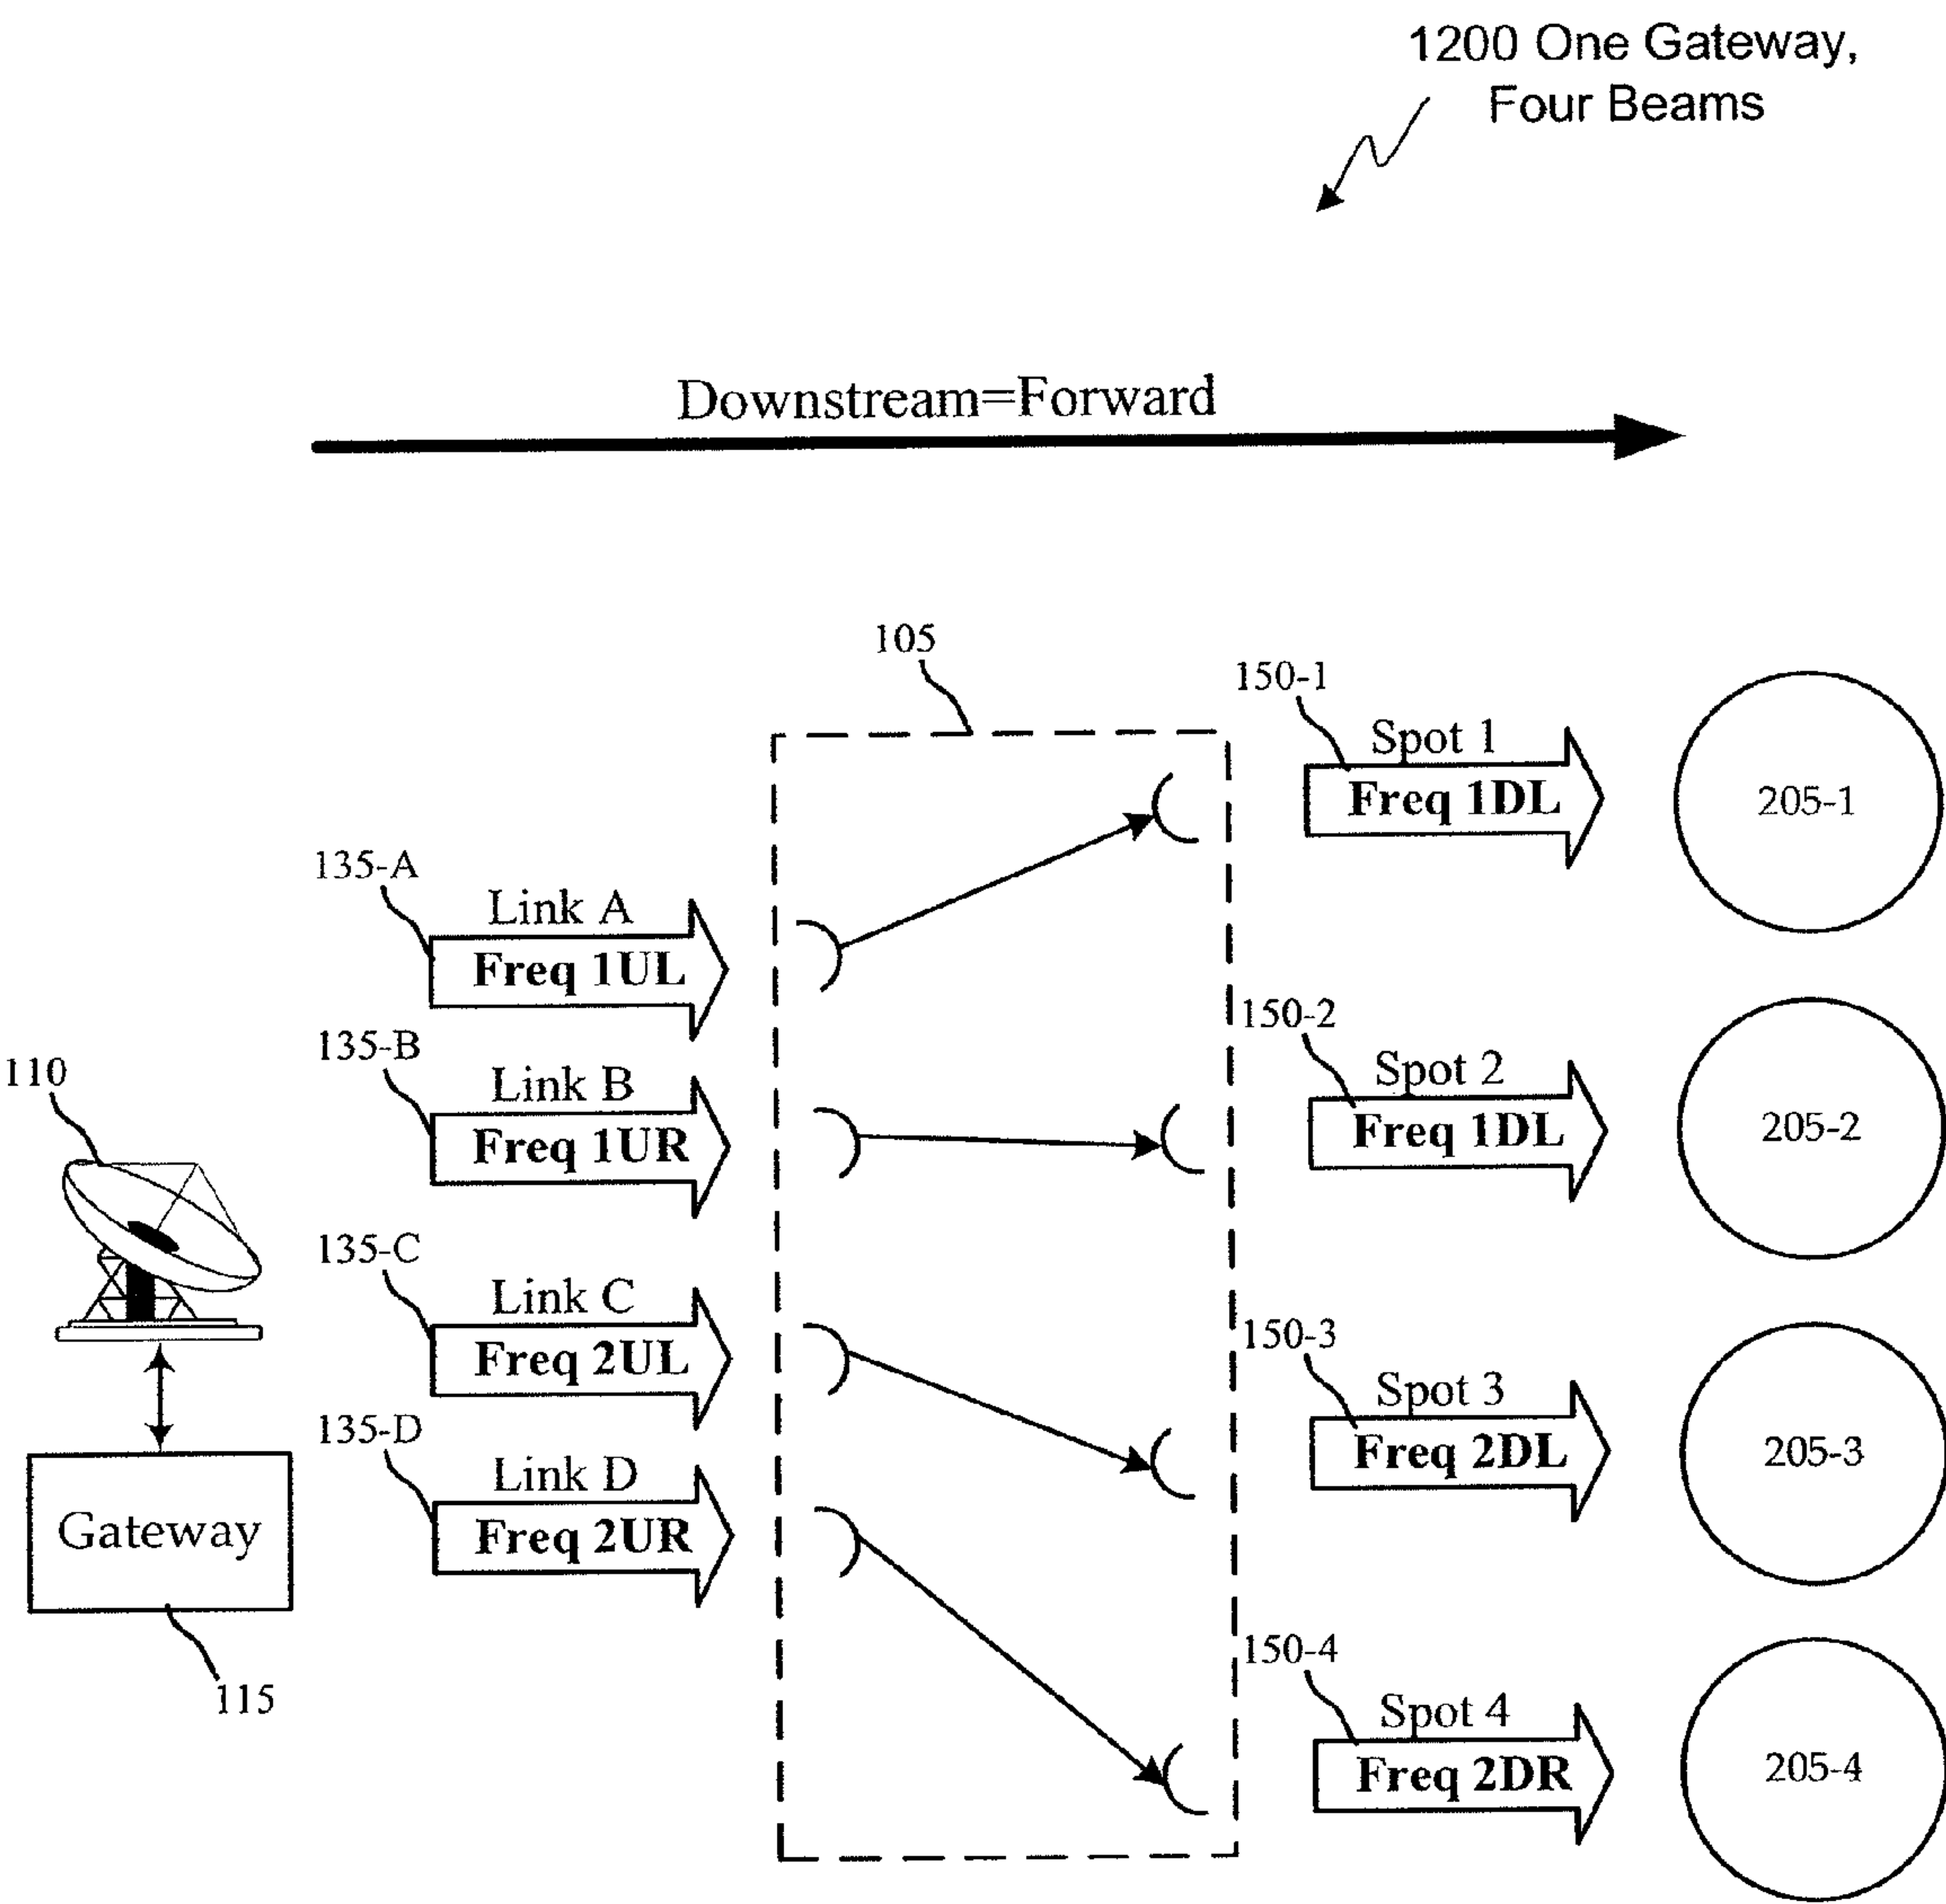 1200 One Gateway,
Four Beams
Downstream=Forward
105
150-1
Spot 1
Freq 1DL
205-1
135-A
Link A
Freq 1UL
150-2
Spot 2
Freq 1DL
205-2
135-B
Link B
Freq 1UR
110
135-C
Link C
Freq 2UL
150-3
Spot 3
Freq 2DL
205-3
135-D
Link D
Freq 2UR
Gateway
115
150-4
Spot 4
Freq 2DR
205-4